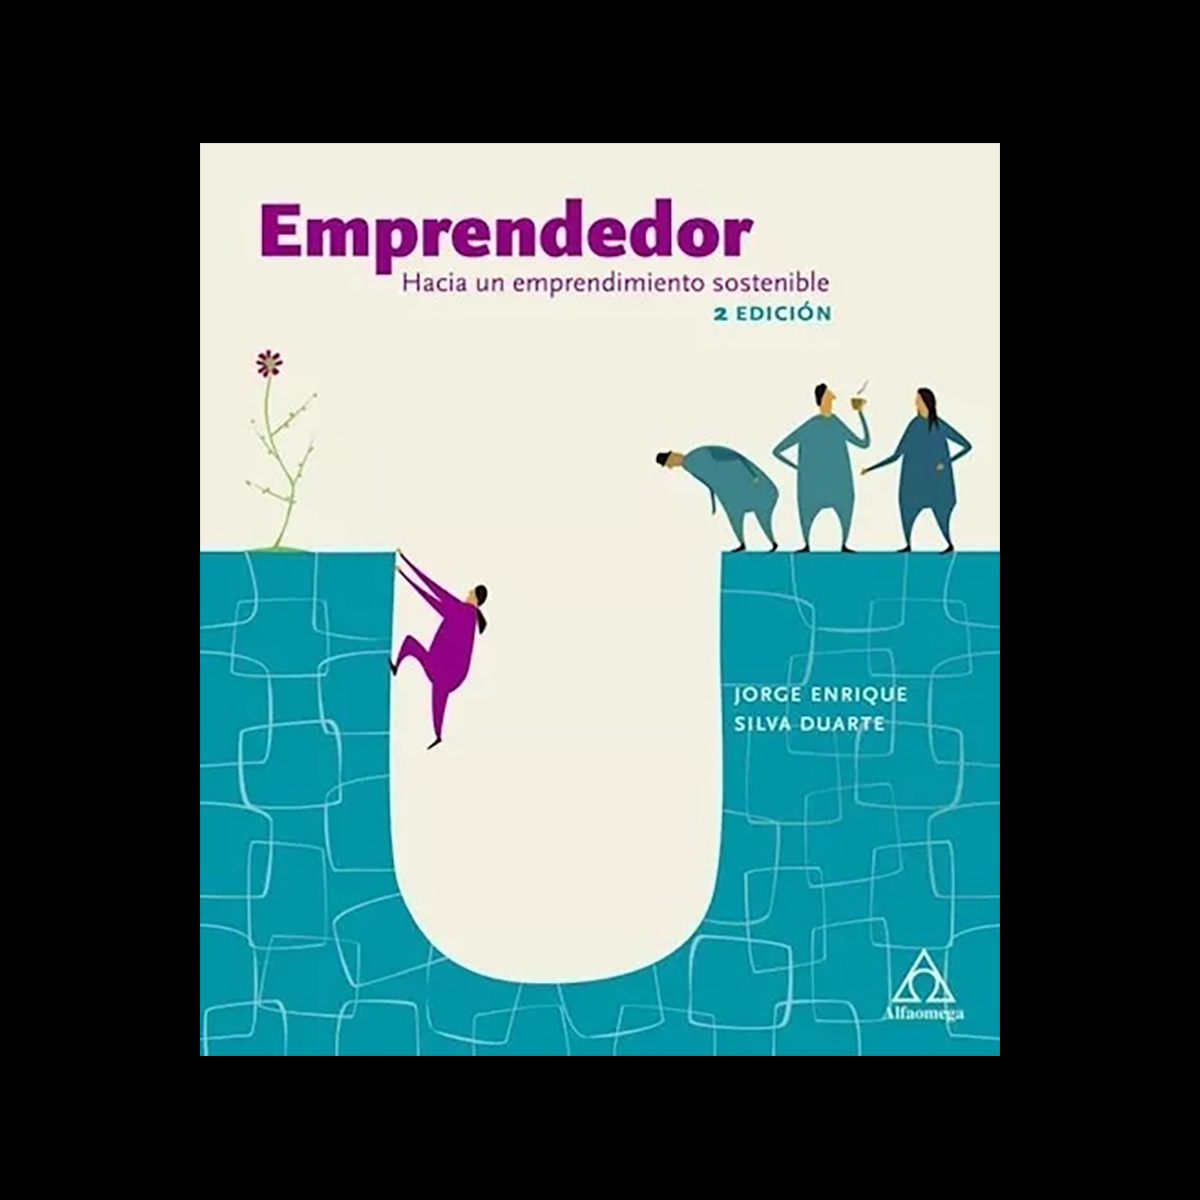 Emprendedor
Hacia un emprendimiento sostenible
2 EDICIÓN
JORGE ENRIQUE
SILVA DUARTE
Alfaomega